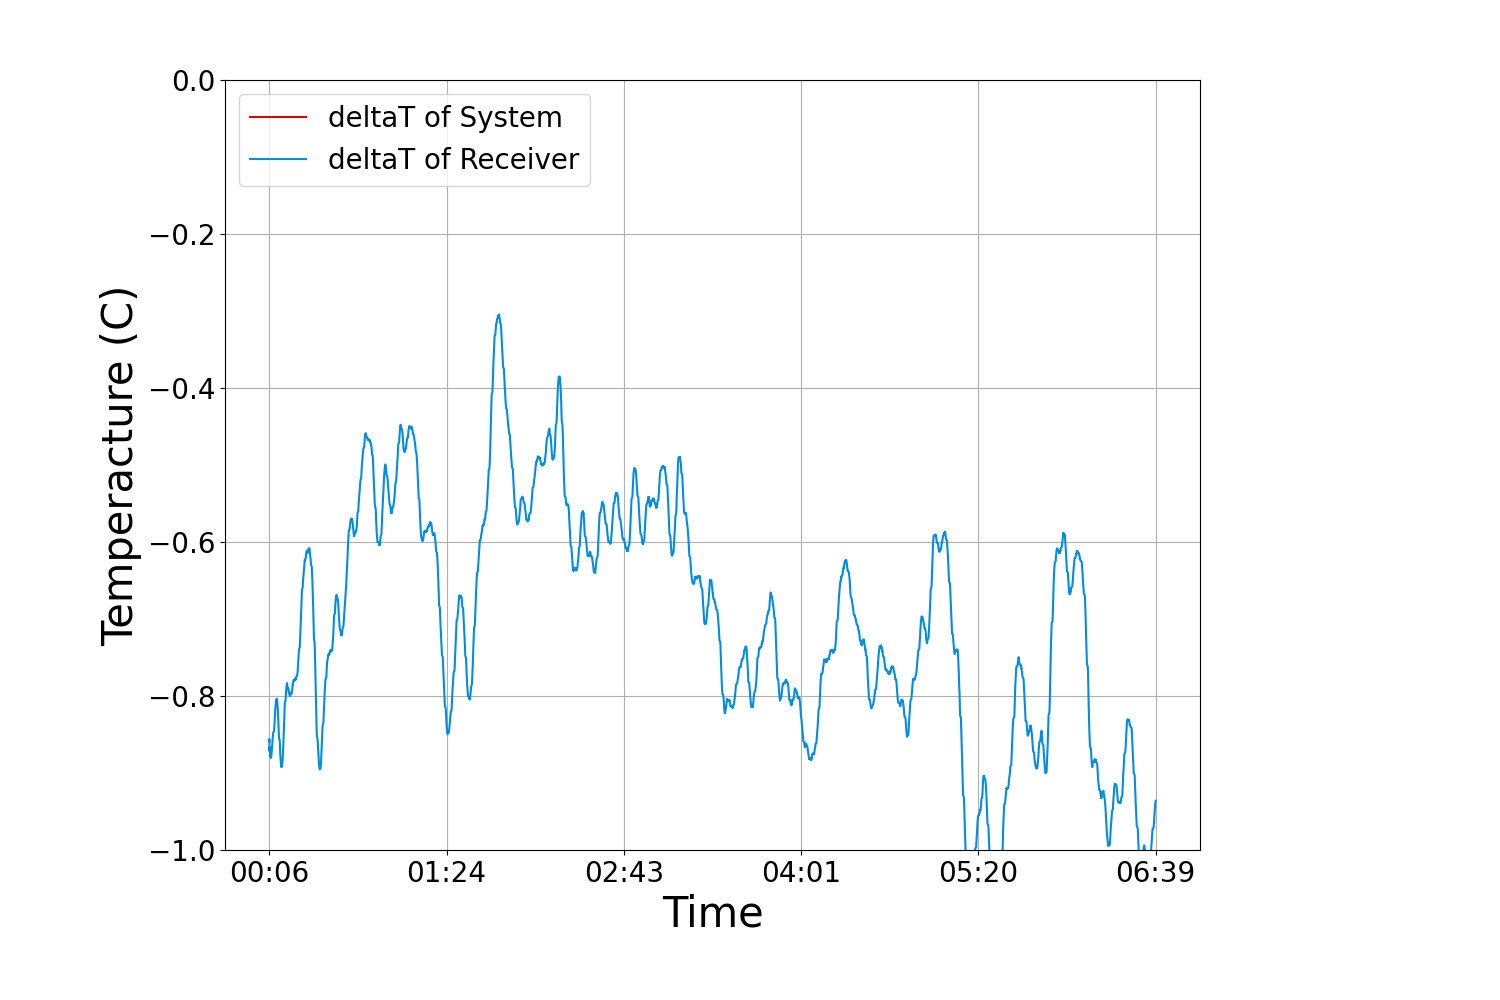 0.0
deltaT of System
deltaT of Receiver
−0.2
−0.4
−0.6
−0.8
−1.0
Temperacture (C)
00:06 01:24 02:43 04:01 05:20 06:39
Time